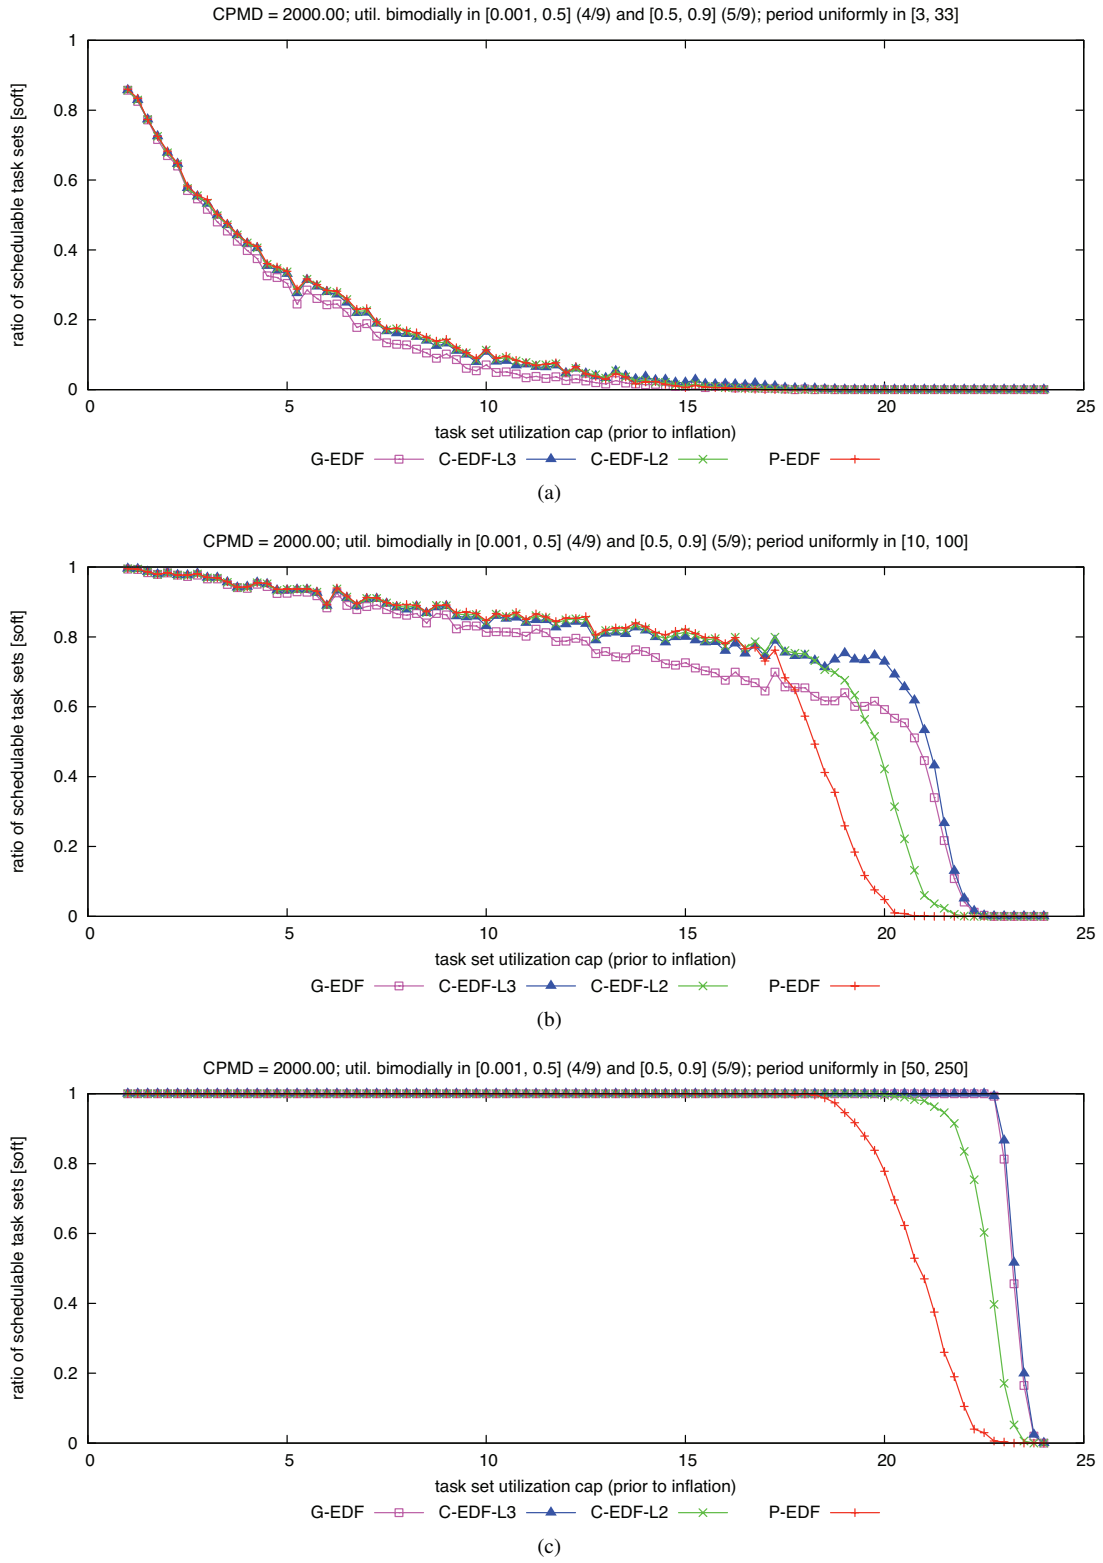 CPMD = 2000.00; util. bimodially in [0.001, 0.5] (4/9) and [0.5, 0.9] (5/9); period uniformly in [3, 33]
ratio of schedulable task sets [soft]
1
0.8
0.6
0.4
0.2
0
0 5 10 15 20 25
task set utilization cap (prior to inflation)
G-EDF C-EDF-L3 C-EDF-L2 P-EDF
(a)
CPMD = 2000.00; util. bimodially in [0.001, 0.5] (4/9) and [0.5, 0.9] (5/9); period uniformly in [10, 100]
ratio of schedulable task sets [soft]
1
0.8
0.6
0.4
0.2
0
0 5 10 15 20 25
task set utilization cap (prior to inflation)
G-EDF C-EDF-L3 C-EDF-L2 P-EDF
(b)
CPMD = 2000.00; util. bimodially in [0.001, 0.5] (4/9) and [0.5, 0.9] (5/9); period uniformly in [50, 250]
ratio of schedulable task sets [soft]
1
0.8
0.6
0.4
0.2
0
0 5 10 15 20 25
task set utilization cap (prior to inflation)
G-EDF C-EDF-L3 C-EDF-L2 P-EDF
(c)